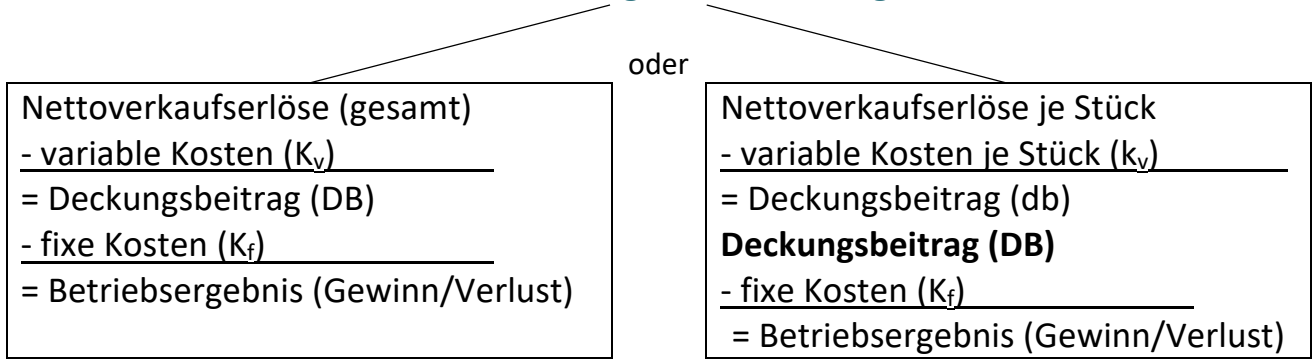 oder
Nettoverkaufserlöse (gesamt)
- variable Kosten (Kv)
= Deckungsbeitrag (DB)
- fixe Kosten (Kf)
= Betriebsergebnis (Gewinn/Verlust)
Nettoverkaufserlöse je Stück
- variable Kosten je Stück (kv)
= Deckungsbeitrag (db)
Deckungsbeitrag (DB)
- fixe Kosten (Kf)
= Betriebsergebnis (Gewinn/Verlust)